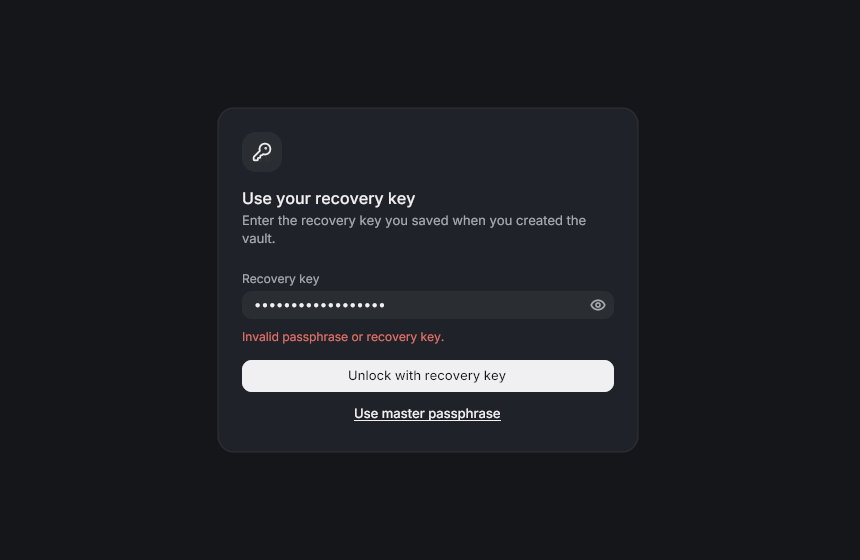 Use your recovery key
Enter the recovery key you saved when you created the
vault.
Recovery key
••••••••••••••••••
Invalid passphrase or recovery key.
Unlock with recovery key
Use master passphrase